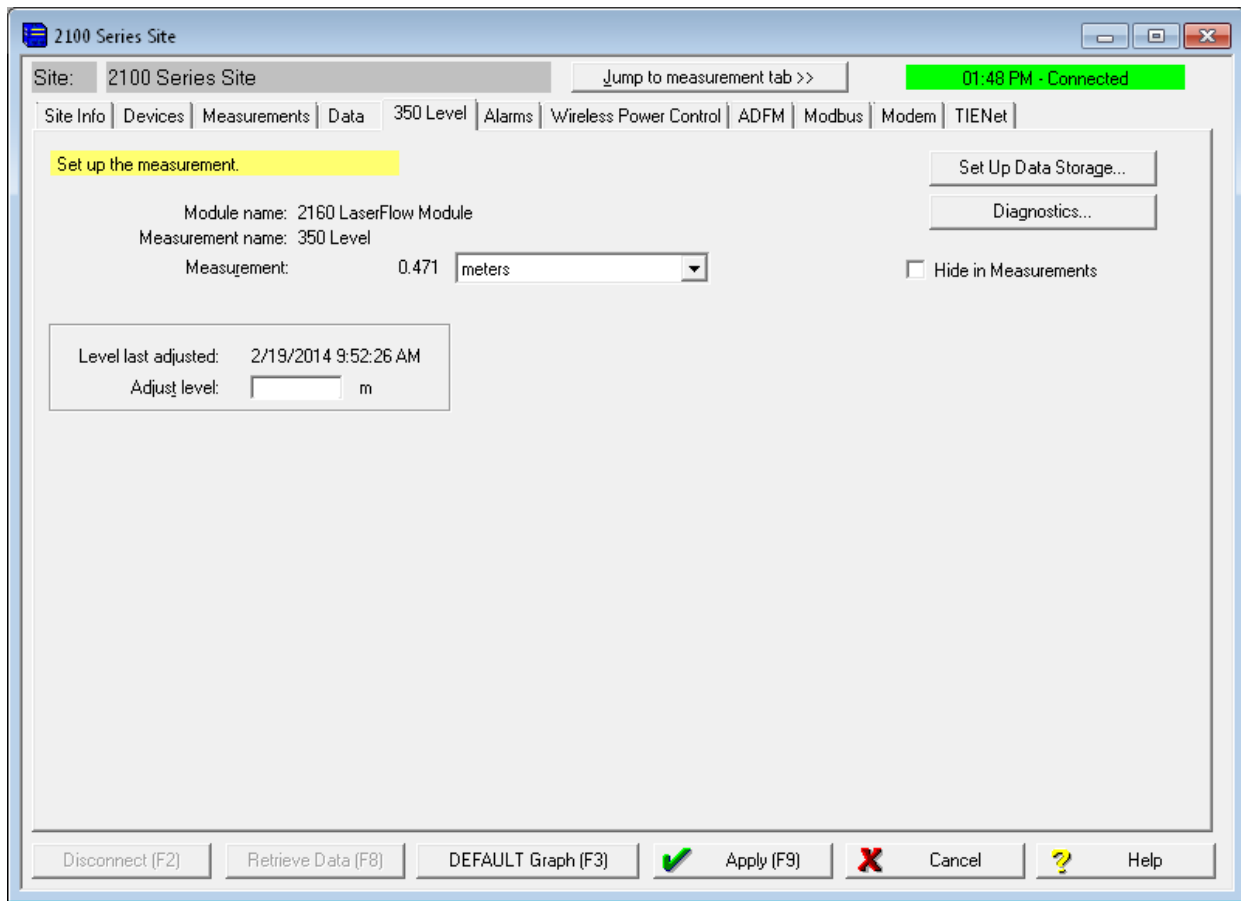 2100 Series Site
Site: 2100 Series Site Jump to measurement tab >> 01:48 PM - Connected
Site Info Devices Measurements Data 350 Level Alarms Wireless Power Control ADFM Modbus Modem TIENet
Set up the measurement. Set Up Data Storage...
Module name: 2160 LaserFlow Module Diagnostics...
Measurement name: 350 Level
Measurement: 0.471 meters Hide in Measurements
Level last adjusted: 2/19/2014 9:52:26 AM
Adjust level: m
Disconnect (F2) Retrieve Data (F8) DEFAULT Graph (F3) Apply (F9) Cancel Help